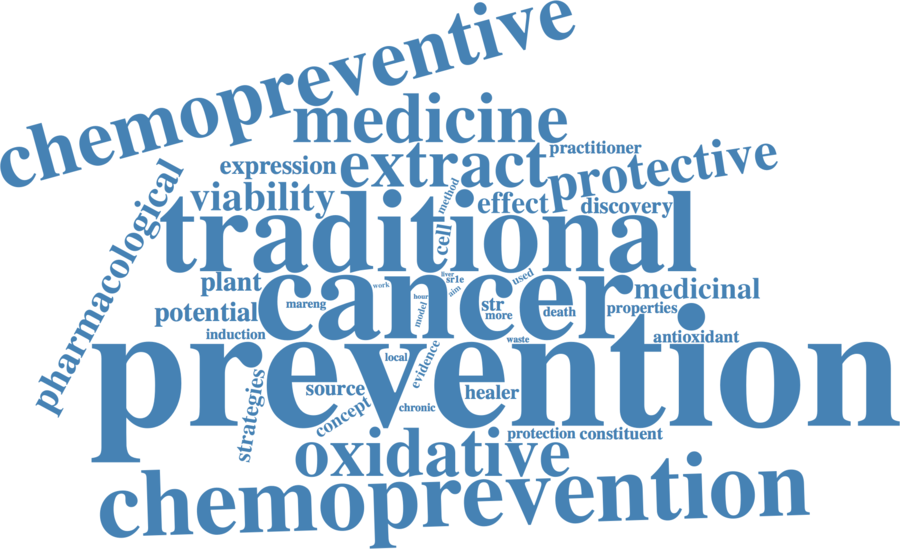 chemopreventive
medicine
practitioner
expression
extract
protective
pharmacological
viability
method
effect
discovery
traditional
cell
plant
cancer
liver
sr1e
used
work
aim
hour
medicinal
potential
mareng
model
str
more
death
properties
induction
prevention
waste
antioxidant
local
evidence
strategies
source
healer
concept
chronic
oxidative
protection
constituent
chemoprevention